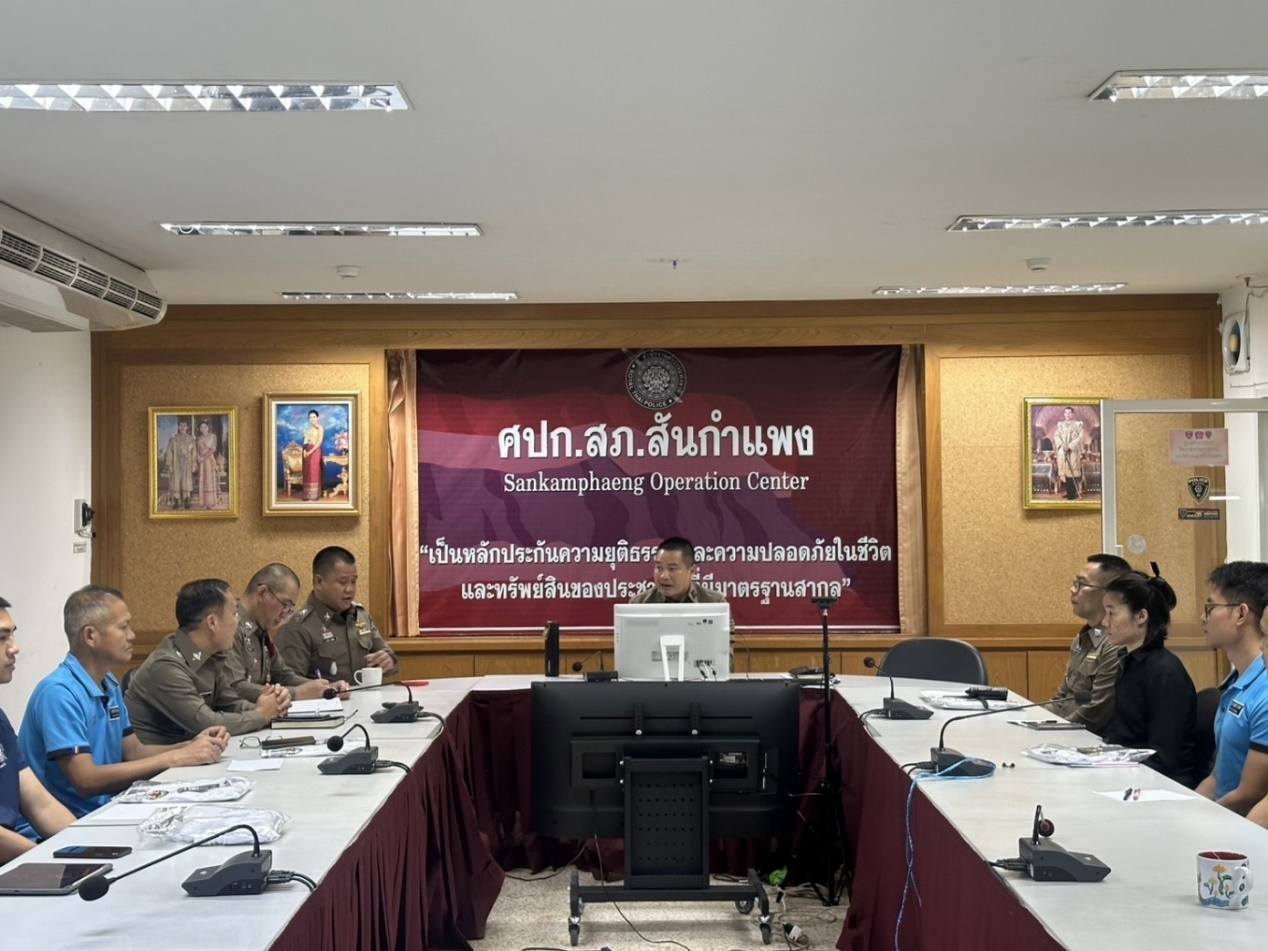 ศปก.สภ.สันกำแพง
Sankamphaeng Operation Center
“เป็นหลักประกันความยุติธรร ละความปลอดภัยในชีวิต
และทรัพย์สินของประชา ี่มีมาตรฐานสากล”
THAI POLICE
POLICE